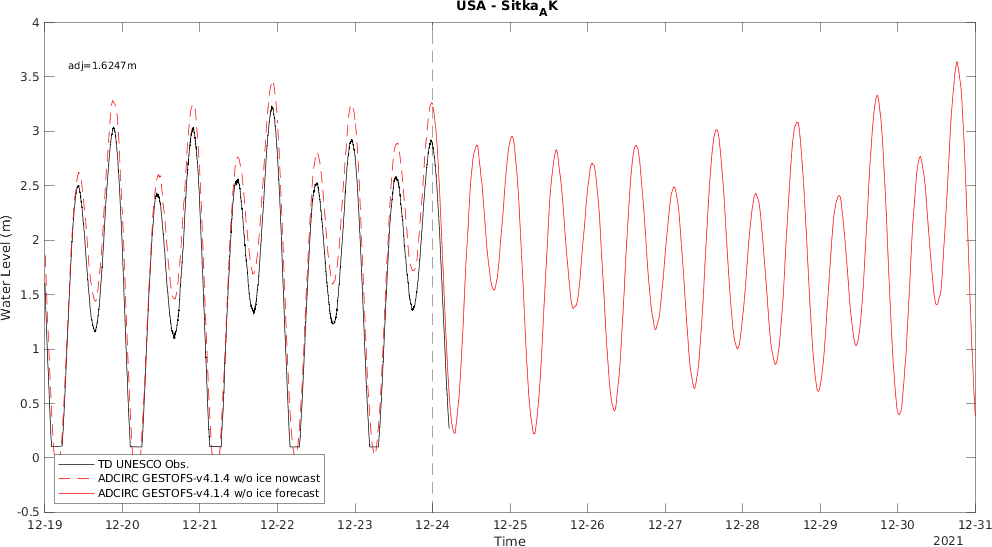 USA - Sitka_AK
4
3.5
3
2.5
2
1.5
1
0.5
0
-0.5
Water Level (m)
adj=1.6247m
TD UNESCO Obs.
ADCIRC GESTOFS-v4.1.4 w/o ice nowcast
ADCIRC GESTOFS-v4.1.4 w/o ice forecast
12-19 12-20 12-21 12-22 12-23 12-24 12-25 12-26 12-27 12-28 12-29 12-30 12-31
Time
2021